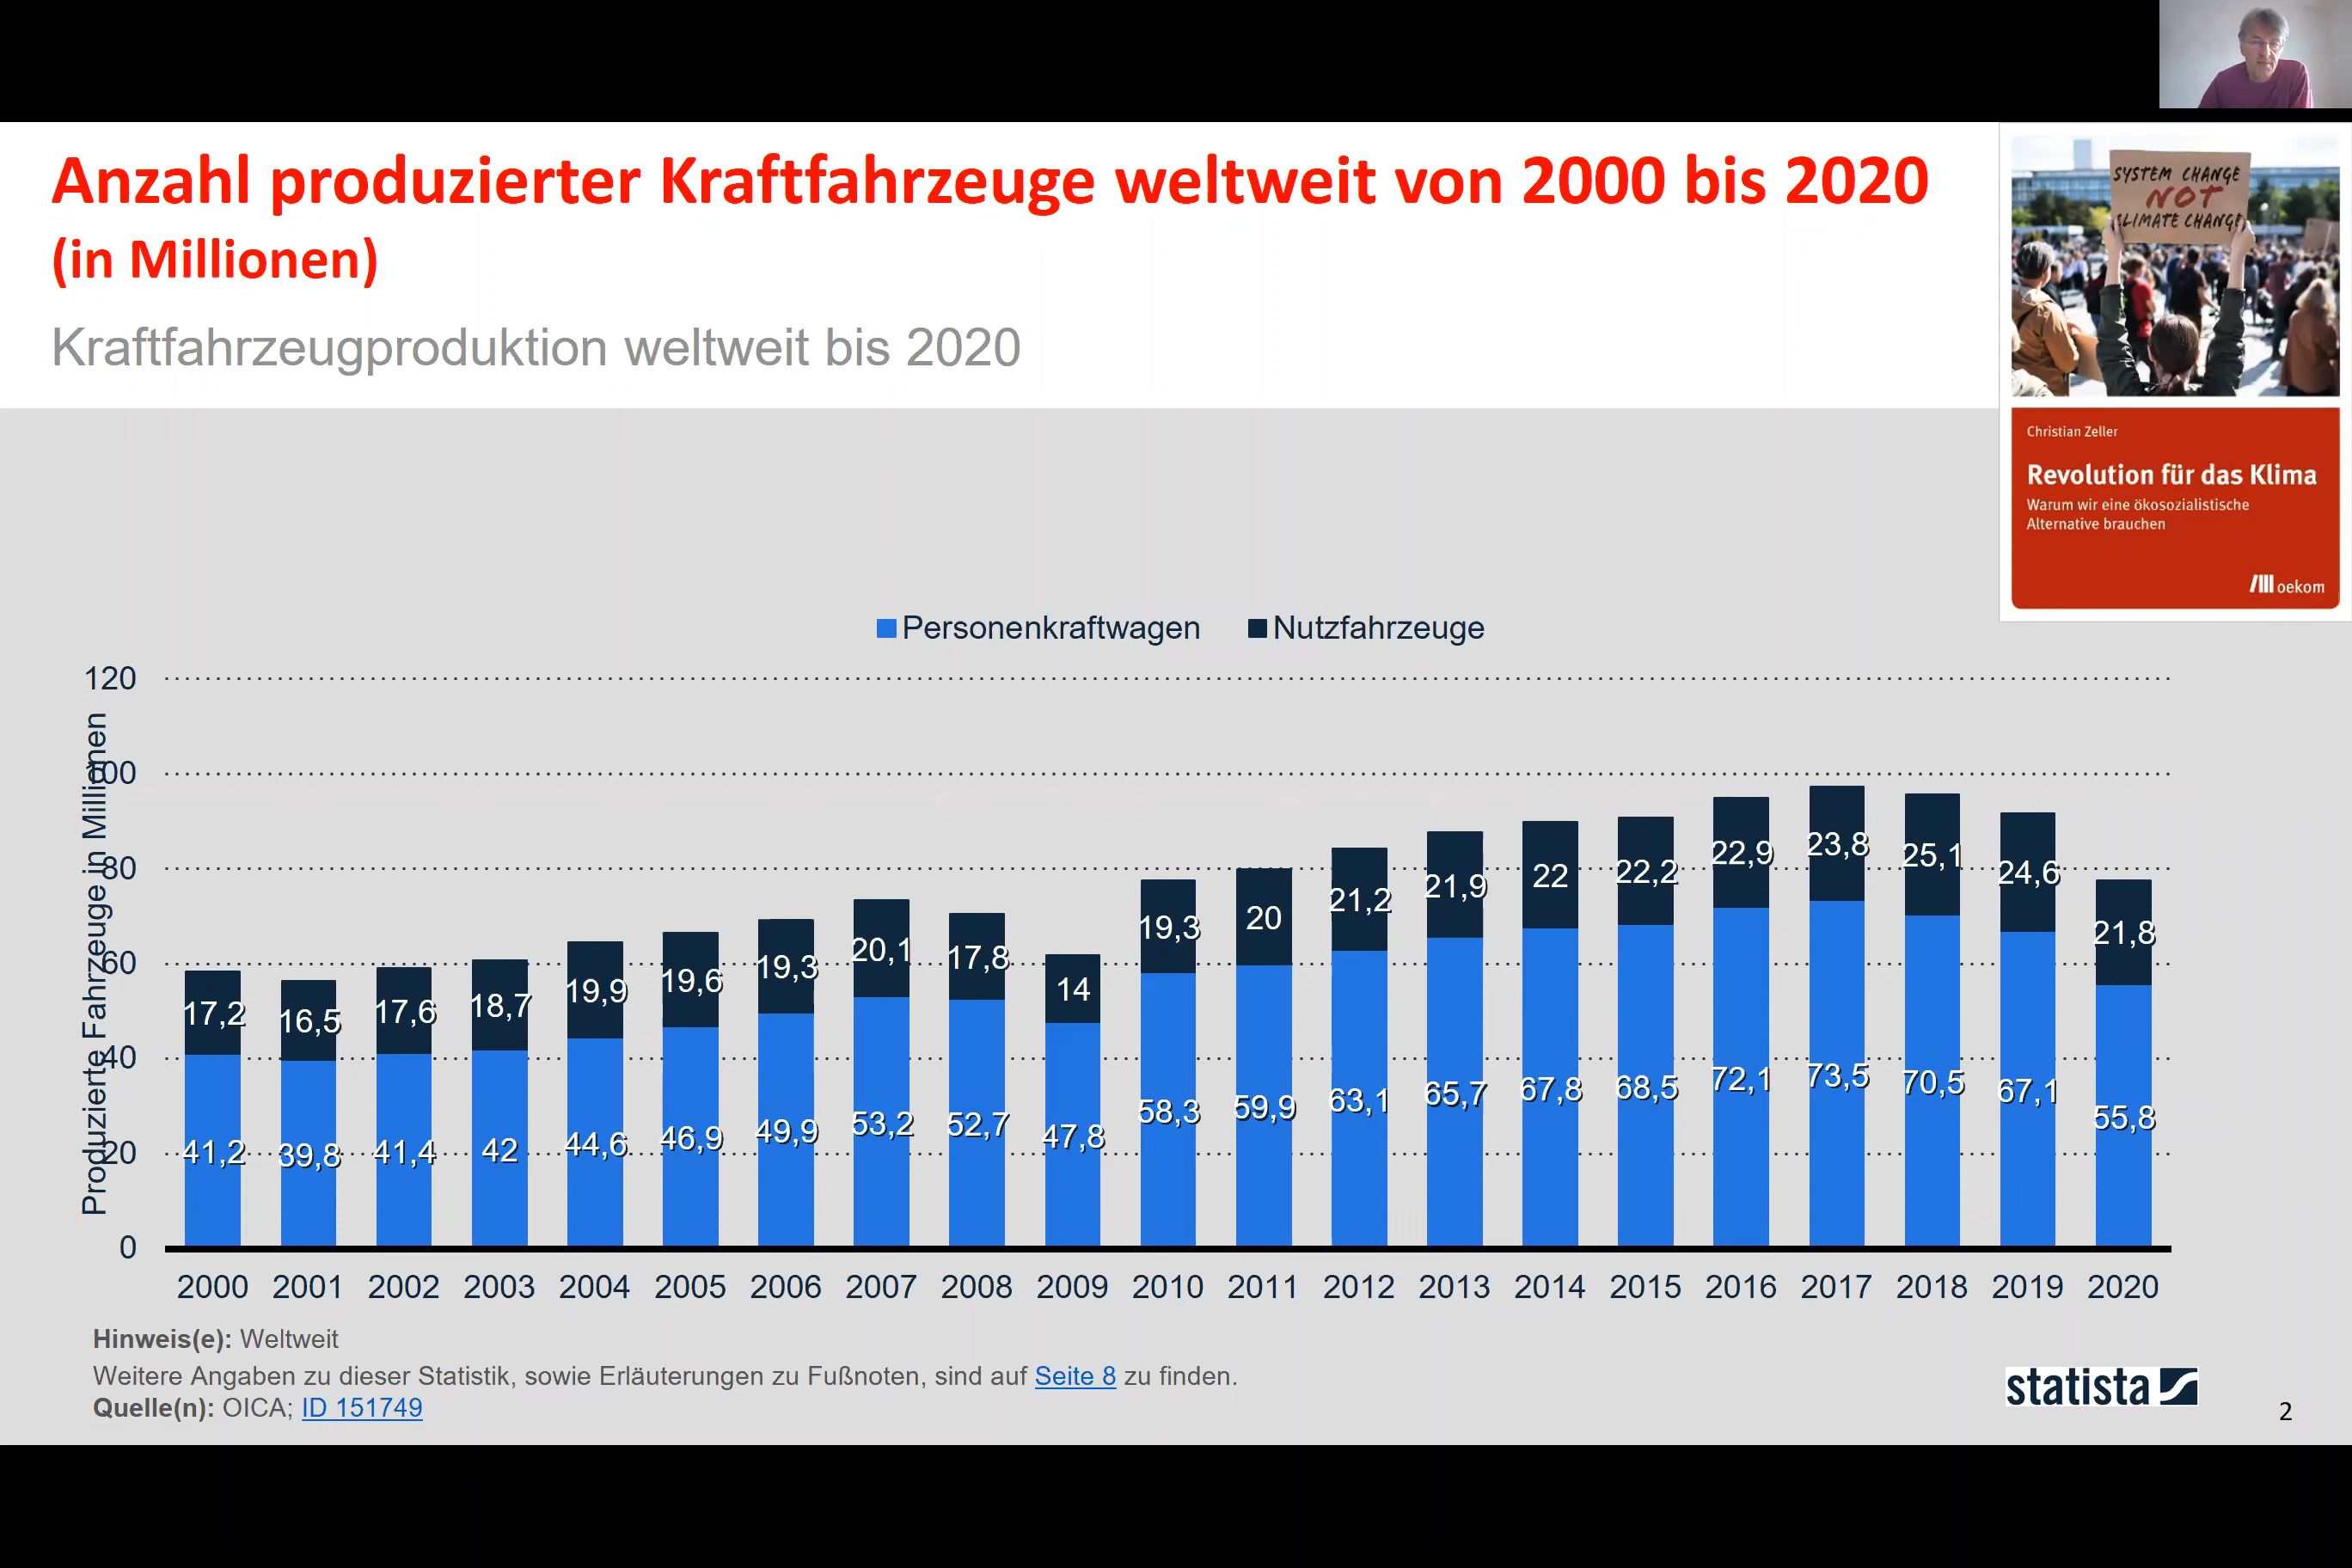 Anzahl produzierter Kraftfahrzeuge weltweit von 2000 bis 2020
(in Millionen)
Kraftfahrzeugproduktion weltweit bis 2020
SYSTEM CHANGE
NOT
CLIMATE CHANGE
Christian Zeller
Revolution für das Klima
Warum wir eine ökosozialistische
Alternative brauchen
oekom
Personenkraftwagen Nutzfahrzeuge
Produzierte Fahrzeuge in Millionen
120
100
80
60
40
20
0
17,2 16,5 17,6 18,7 19,9 19,6 19,3 20,1 17,8 14 19,3 20 21,2 21,9 22 22,2 22,9 23,8 25,1 24,6 21,8
41,2 39,8 41,4 42 44,6 46,9 49,9 53,2 52,7 47,8 58,3 59,9 63,1 65,7 67,8 68,5 72,1 73,5 70,5 67,1 55,8
2000 2001 2002 2003 2004 2005 2006 2007 2008 2009 2010 2011 2012 2013 2014 2015 2016 2017 2018 2019 2020
Hinweis(e): Weltweit
Weitere Angaben zu dieser Statistik, sowie Erläuterungen zu Fußnoten, sind auf Seite 8 zu finden.
Quelle(n): OICA; ID 151749
statista
2